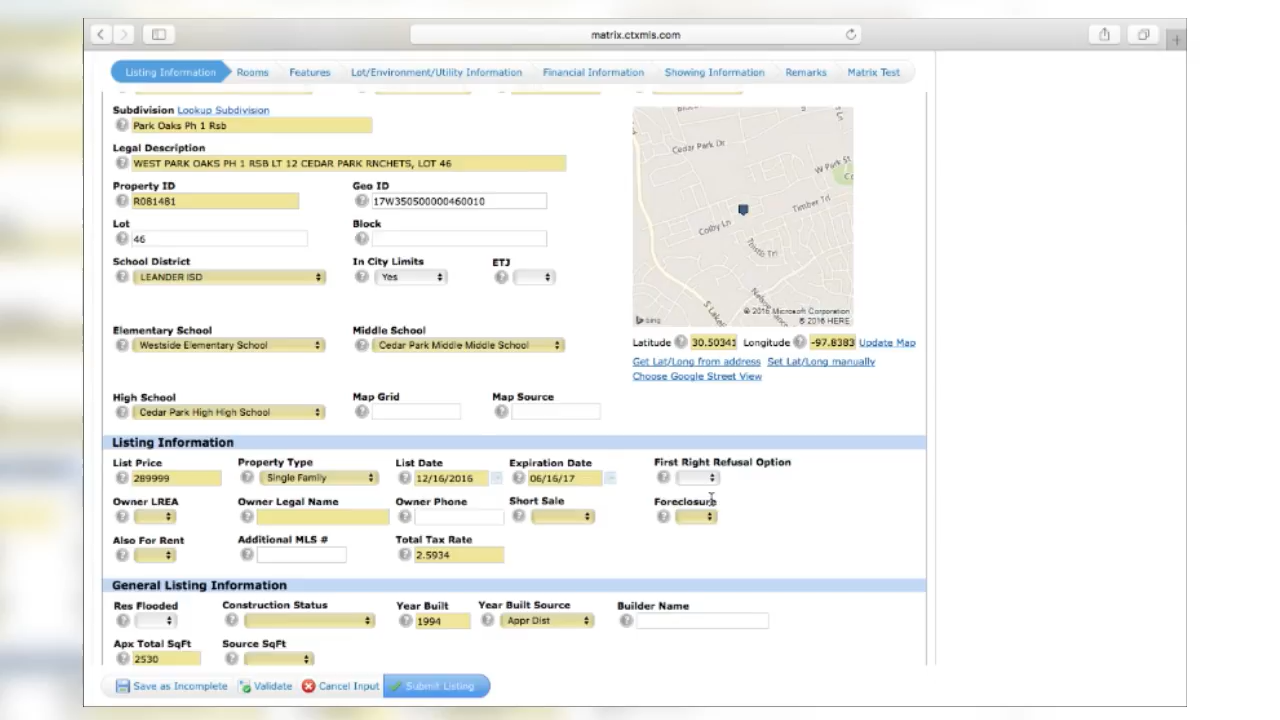 matrix.ctxmls.com
Listing Information Rooms Features Lot/Environment/Utility Information Financial Information Showing Information Remarks Matrix Test
Subdivision Lookup Subdivision
Park Oaks Ph 1 Rsb
Legal Description
WEST PARK OAKS PH 1 RSB LT 12 CEDAR PARK RNCHETS, LOT 46
Property ID Geo ID
R081481 17W350500000460010
Lot Block
46
School District In City Limits ETJ
LEANDER ISD Yes
Elementary School Middle School
Westside Elementary School Cedar Park Middle Middle School
High School Map Grid Map Source
Cedar Park High High School
Cedar Park Dr
W Park St
Timber Trl
Colby Ln
bing
© 2016 Microsoft Corporation
© 2016 HERE
Latitude 30.50341 Longitude -97.8383 Update Map
Get Lat/Long from address Set Lat/Long manually
Choose Google Street View
Listing Information
List Price Property Type List Date Expiration Date First Right Refusal Option
289999 Single Family 12/16/2016 06/16/17
Owner LREA Owner Legal Name Owner Phone Short Sale Foreclosure
Also For Rent Additional MLS # Total Tax Rate
2.5934
General Listing Information
Res Flooded Construction Status Year Built Year Built Source Builder Name
1994 Appr Dist
Apx Total SqFt Source SqFt
2530
Save as Incomplete Validate Cancel Input Submit Listing